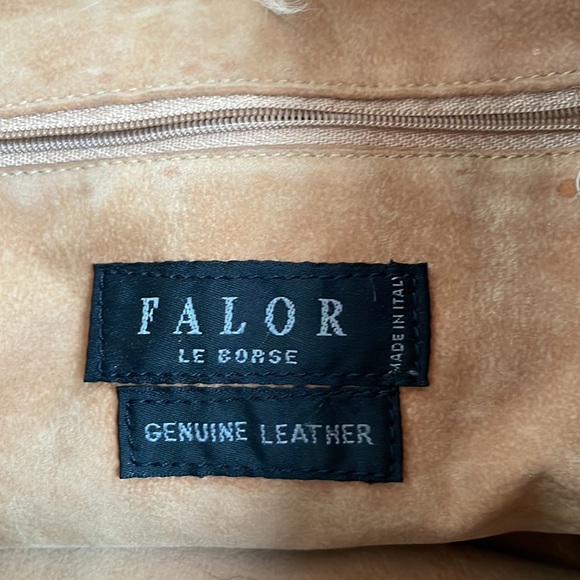 FALOR
LE BORSE
MADE IN ITALY
GENUINE LEATHER